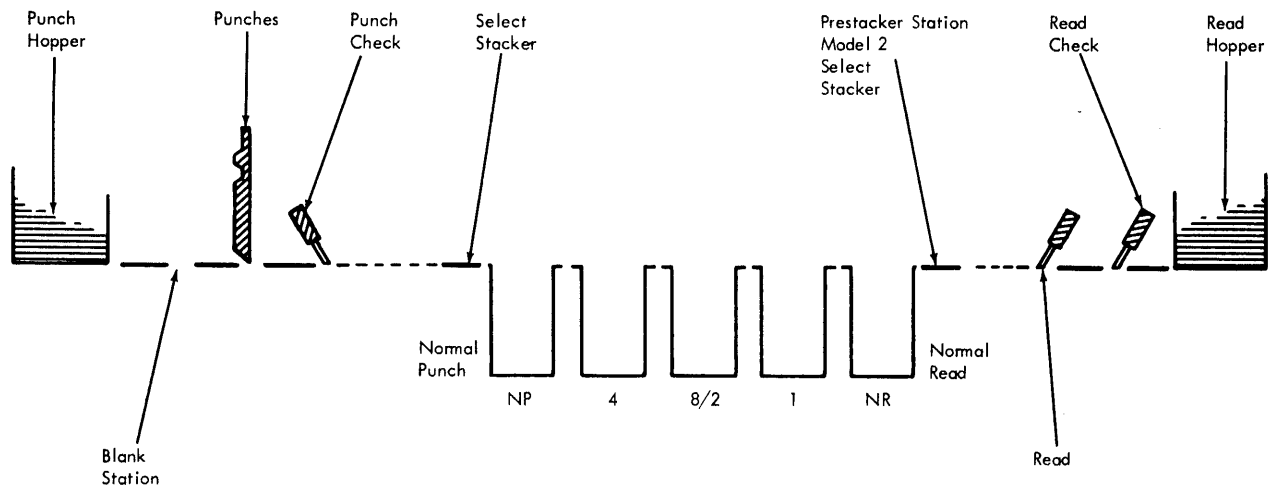 Punch
Hopper
Punches
Punch
Check
Select
Stacker
Prestacker Station
Model 2
Select
Stacker
Read
Check
Read
Hopper
Normal
Punch
Normal
Read
NP
4
8/2
1
NR
Blank
Station
Read